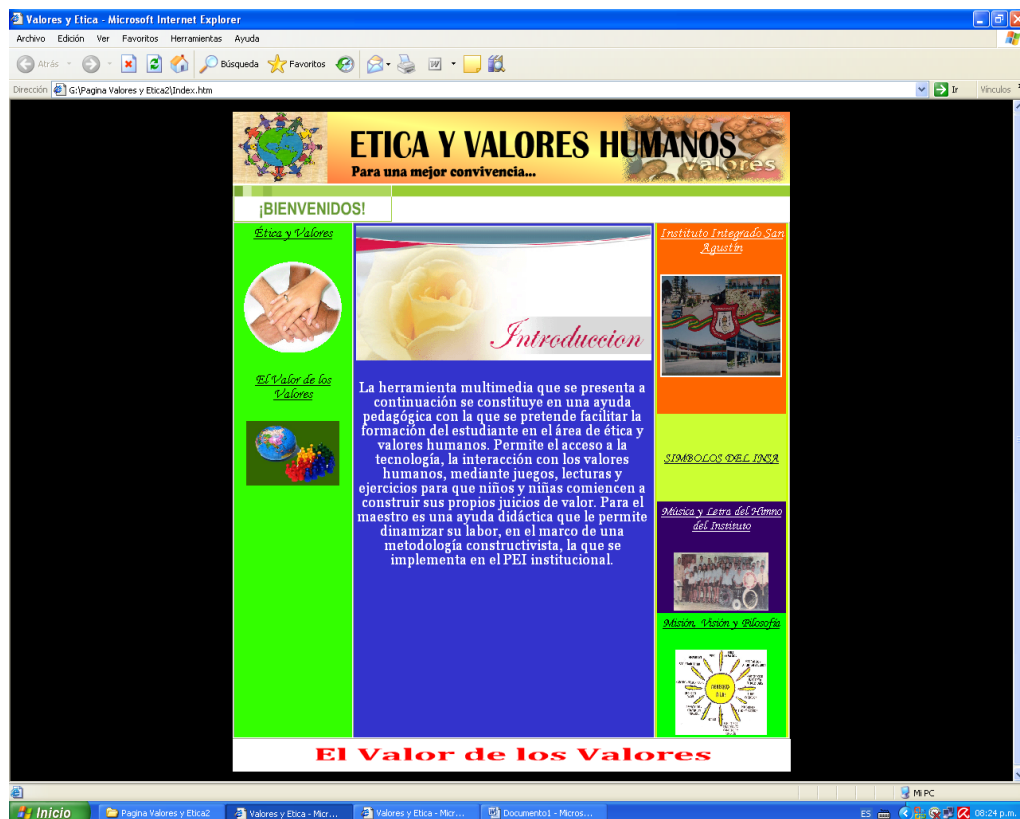 Valores y Etica - Microsoft Internet Explorer
Archivo Edición Ver Favoritos Herramientas Ayuda
Atrás Búsqueda Favoritos
Dirección G:\Pagina Valores y Etica2\Index.htm Ir Vínculos
ETICA Y VALORES HUMANOS
Valores
Para una mejor convivencia...
¡BIENVENIDOS!
Ética y Valores
El Valor de los
Valores
Introduccion
La herramienta multimedia que se presenta a
continuación se constituye en una ayuda
pedagógica con la que se pretende facilitar la
formación del estudiante en el área de ética y
valores humanos. Permite el acceso a la
tecnología, la interacción con los valores
humanos, mediante juegos, lecturas y
ejercicios para que niños y niñas comiencen a
construir sus propios juicios de valor. Para el
maestro es una ayuda didáctica que le permite
dinamizar su labor, en el marco de una
metodología constructivista, la que se
implementa en el PEI institucional.
Instituto Integrado San
Agustín
SIMBOLOS DEL INSA
Música y Letra del Himno
del Instituto
Misión, Visión y Filosofía
El Valor de los Valores
Mi PC
Inicio Pagina Valores y Etica2 Valores y Etica - Micr... Valores y Etica - Micr... Documento1 - Micros... ES 08:24 p.m.